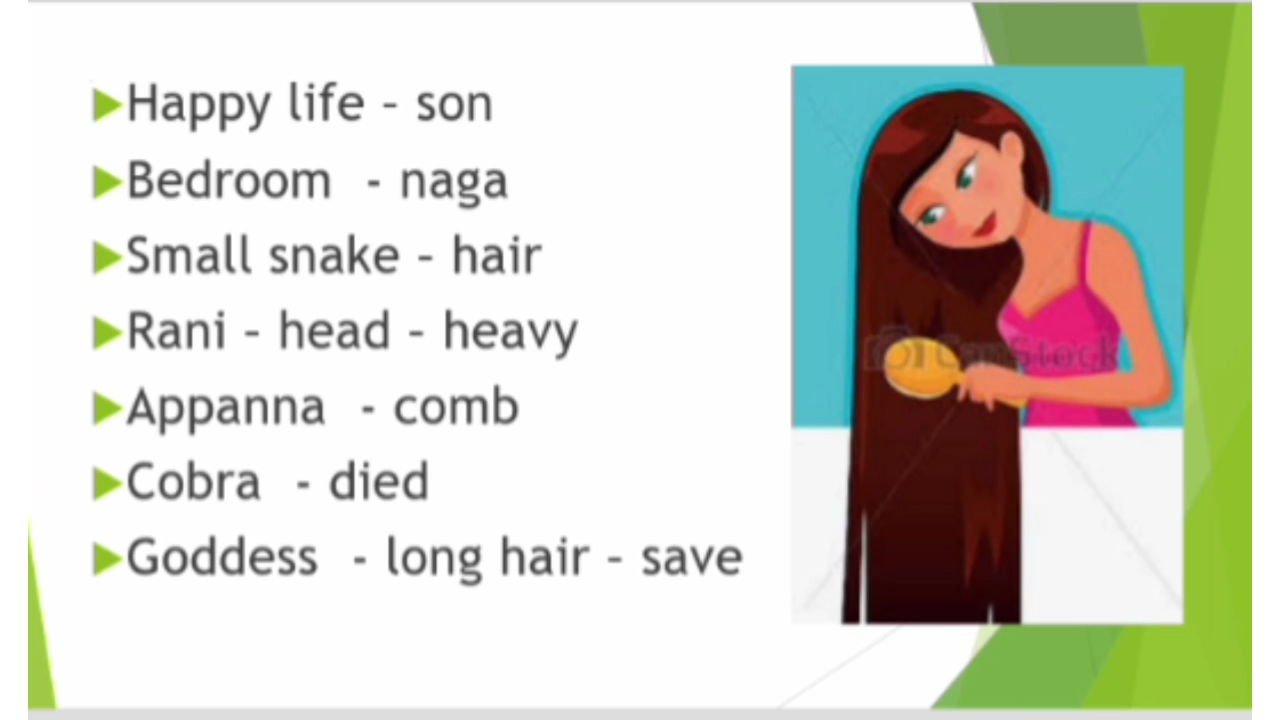 Happy life – son
Bedroom - naga
Small snake – hair
Rani – head – heavy
Appanna - comb
Cobra - died
Goddess - long hair – save
CanStock